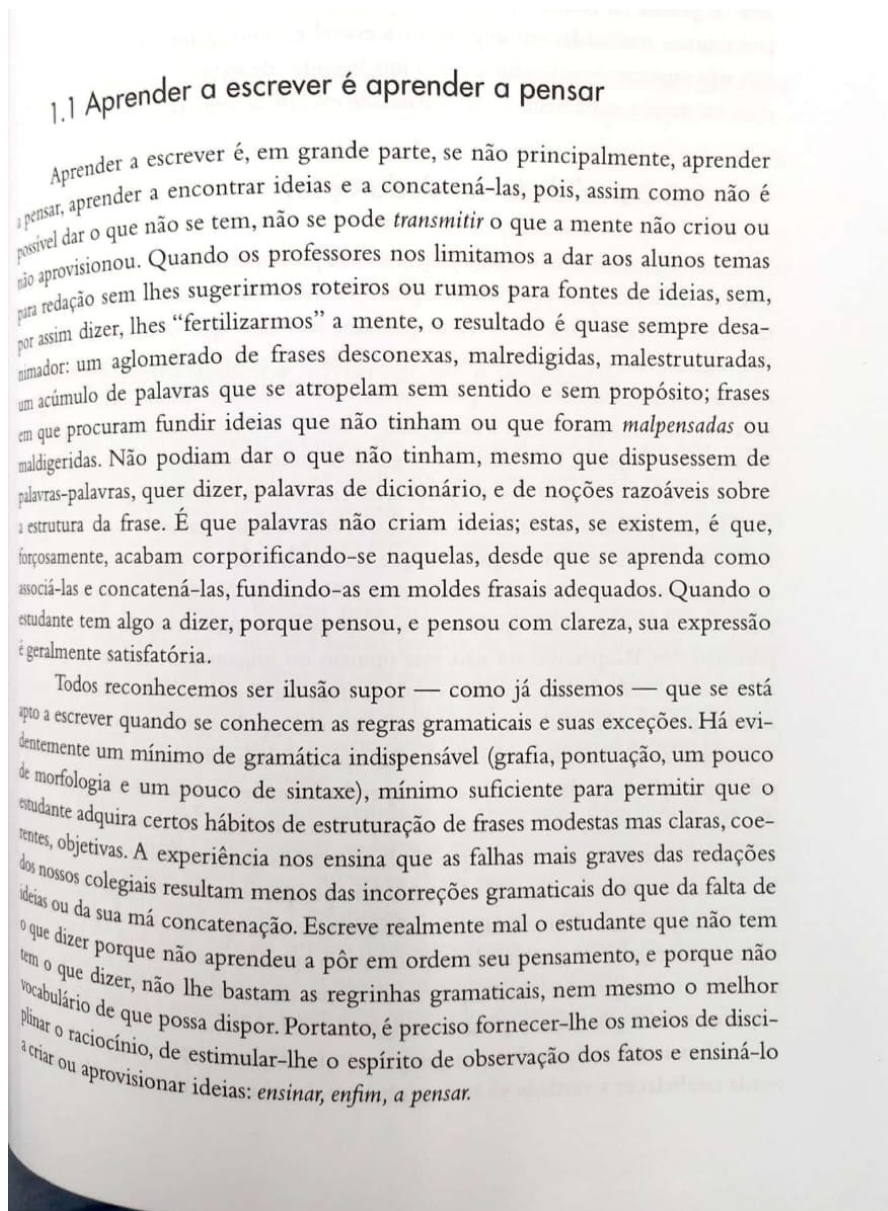 1.1 Aprender a escrever é aprender a pensar
Aprender a escrever é, em grande parte, se não principalmente, aprender
a pensar, aprender a encontrar ideias e a concatená-las, pois, assim como não é
possível dar o que não se tem, não se pode transmitir o que a mente não criou ou
não aprovisionou. Quando os professores nos limitamos a dar aos alunos temas
para redação sem lhes sugerirmos roteiros ou rumos para fontes de ideias, sem,
por assim dizer, lhes “fertilizarmos” a mente, o resultado é quase sempre desa-
nimador: um aglomerado de frases desconexas, malredigidas, malestruturadas,
um acúmulo de palavras que se atropelam sem sentido e sem propósito; frases
em que procuram fundir ideias que não tinham ou que foram malpensadas ou
maldigeridas. Não podiam dar o que não tinham, mesmo que dispusessem de
palavras-palavras, quer dizer, palavras de dicionário, e de noções razoáveis sobre
a estrutura da frase. É que palavras não criam ideias; estas, se existem, é que,
forçosamente, acabam corporificando-se naquelas, desde que se aprenda como
associá-las e concatená-las, fundindo-as em moldes frasais adequados. Quando o
estudante tem algo a dizer, porque pensou, e pensou com clareza, sua expressão
é geralmente satisfatória.
Todos reconhecemos ser ilusão supor — como já dissemos — que se está
apto a escrever quando se conhecem as regras gramaticais e suas exceções. Há evi-
dentemente um mínimo de gramática indispensável (grafia, pontuação, um pouco
de morfologia e um pouco de sintaxe), mínimo suficiente para permitir que o
estudante adquira certos hábitos de estruturação de frases modestas mas claras, coe-
rentes, objetivas. A experiência nos ensina que as falhas mais graves das redações
dos nossos colegiais resultam menos das incorreções gramaticais do que da falta de
ideias ou da sua má concatenação. Escreve realmente mal o estudante que não tem
o que dizer porque não aprendeu a pôr em ordem seu pensamento, e porque não
tem o que dizer, não lhe bastam as regrinhas gramaticais, nem mesmo o melhor
vocabulário de que possa dispor. Portanto, é preciso fornecer-lhe os meios de disci-
plinar o raciocínio, de estimular-lhe o espírito de observação dos fatos e ensiná-lo
a criar ou aprovisionar ideias: ensinar, enfim, a pensar.